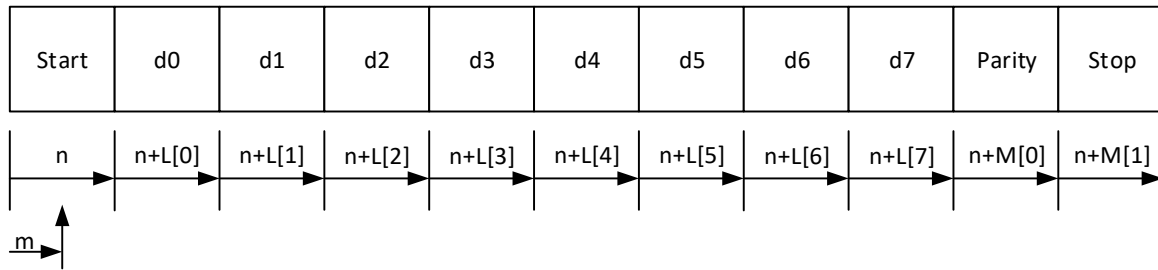 Start d0 d1 d2 d3 d4 d5 d6 d7 Parity Stop
n n+L[0] n+L[1] n+L[2] n+L[3] n+L[4] n+L[5] n+L[6] n+L[7] n+M[0] n+M[1]
m